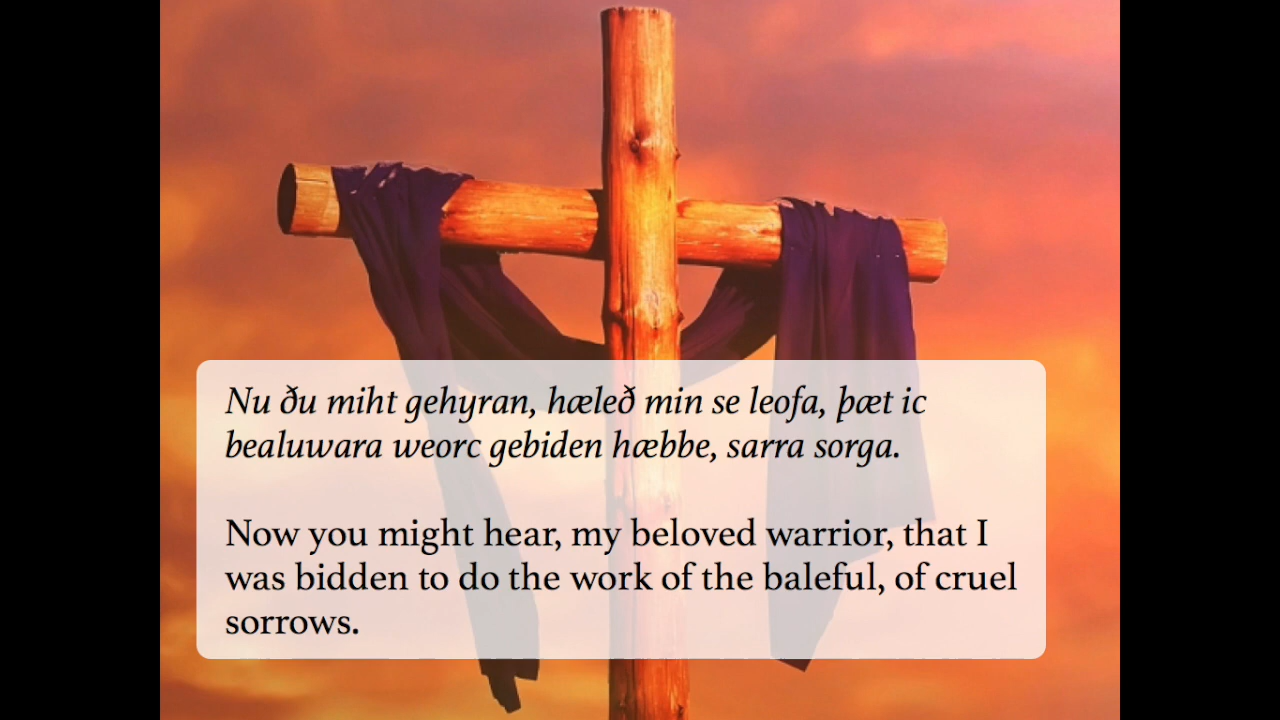 Nu ðu miht gehyran, hæleð min se leofa, þæt ic
bealuwara weorc gebiden hæbbe, sarra sorga.
Now you might hear, my beloved warrior, that I
was bidden to do the work of the baleful, of cruel
sorrows.